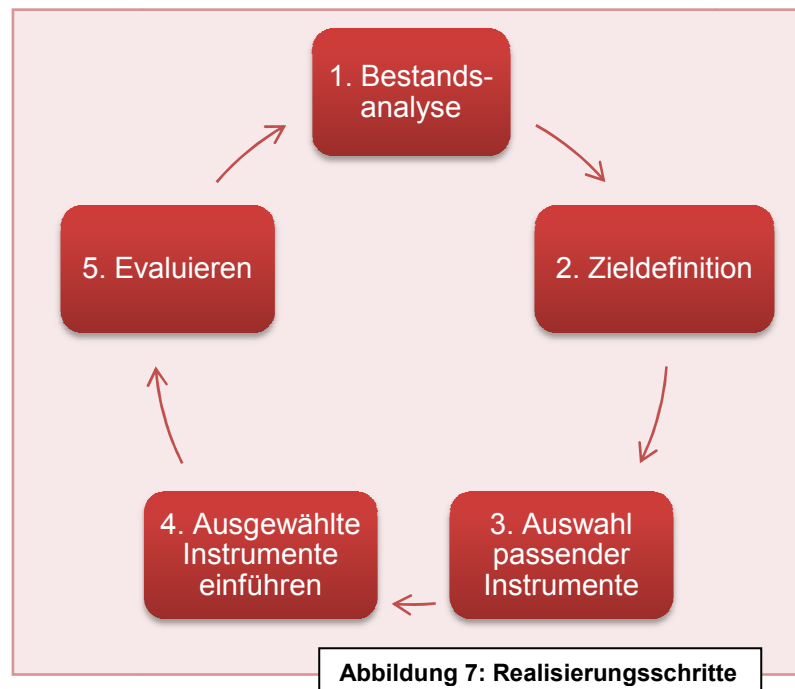 1. Bestands-
analyse
2. Zieldefinition
3. Auswahl
passender
Instrumente
4. Ausgewählte
Instrumente
einführen
5. Evaluieren
Abbildung 7: Realisierungsschritte